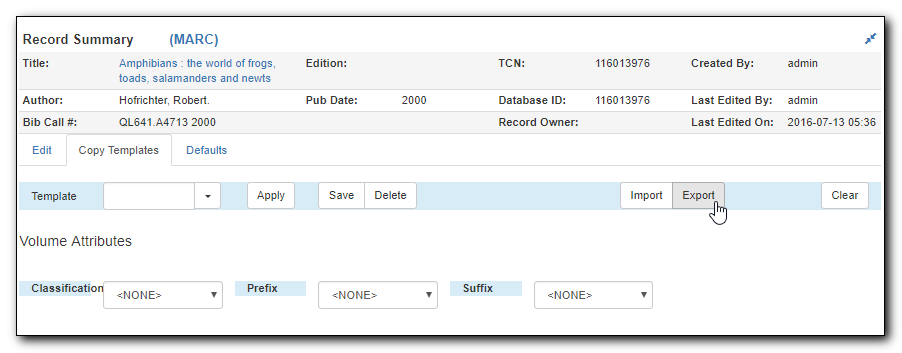 Record Summary (MARC)
Title: Amphibians : the world of frogs, Edition: TCN: 116013976 Created By: admin
toads, salamanders and newts
Author: Hofrichter, Robert. Pub Date: 2000 Database ID: 116013976 Last Edited By: admin
Bib Call #: QL641.A4713 2000 Record Owner: Last Edited On: 2016-07-13 05:36
Edit Copy Templates Defaults
Template Apply Save Delete Import Export Clear
Volume Attributes
Classification <NONE> Prefix <NONE> Suffix <NONE>